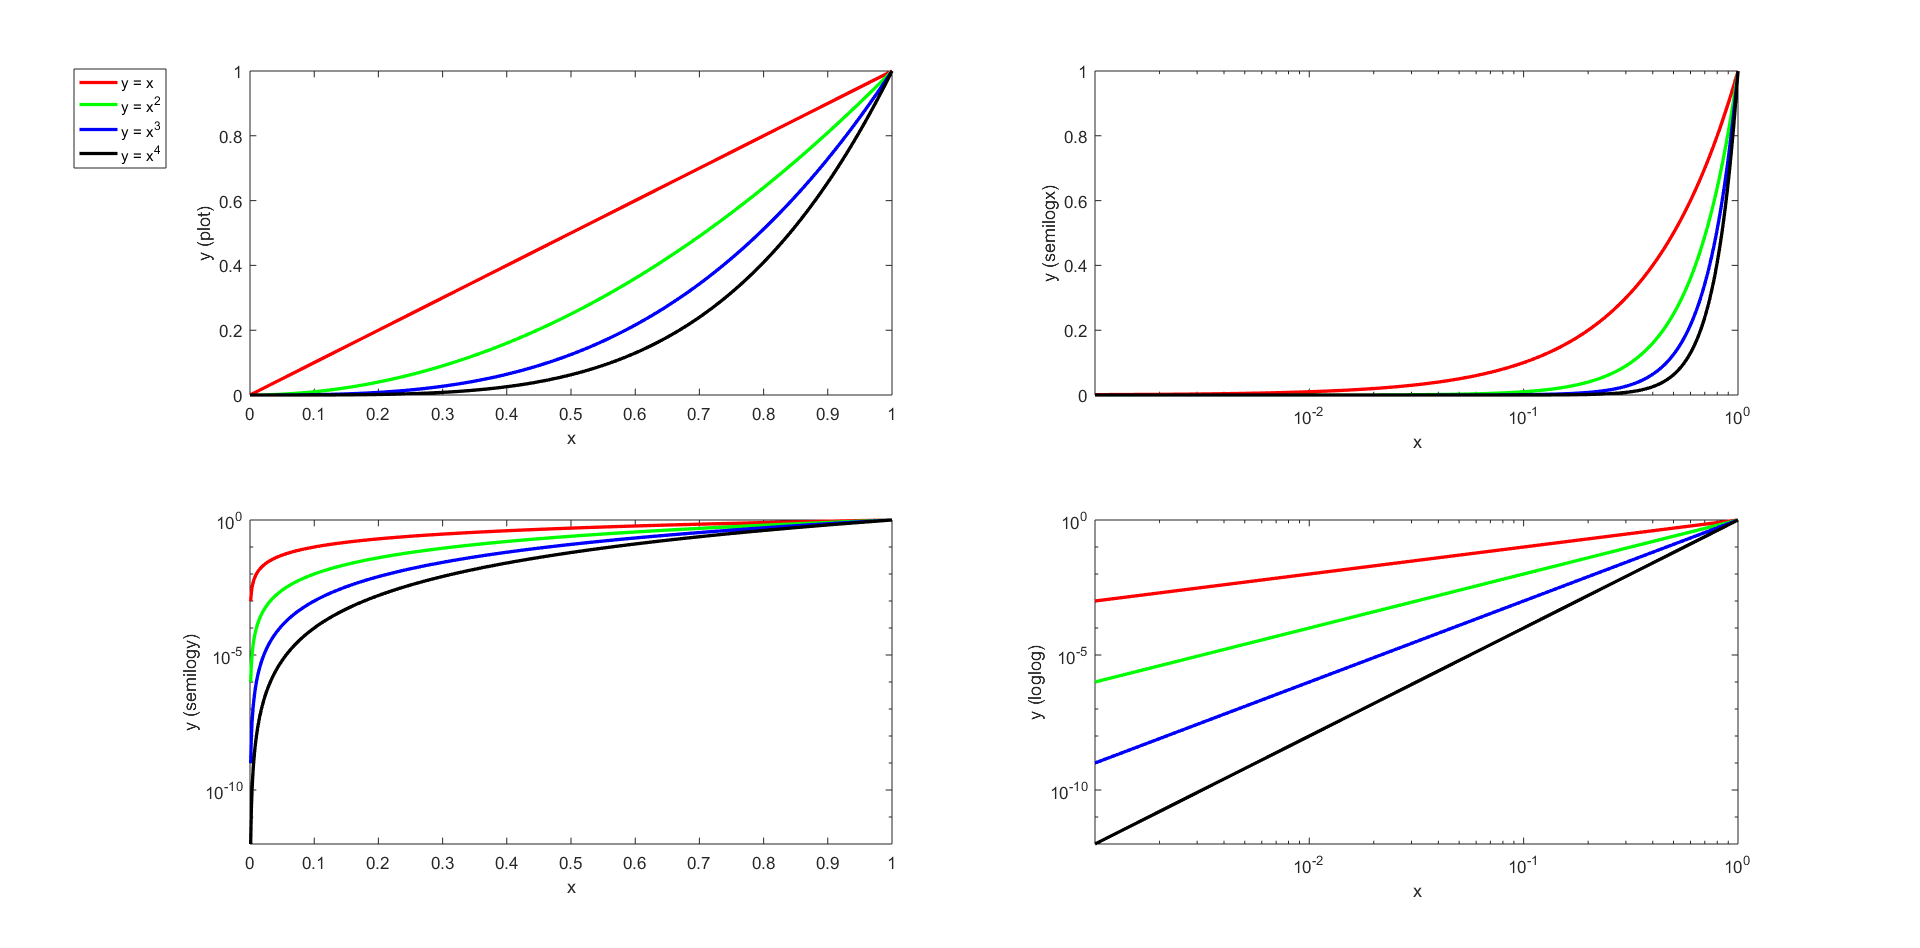 y = x
y = x²
y = x³
y = x⁴
1
0.8
0.6
0.4
0.2
0
y (plot)
0 0.1 0.2 0.3 0.4 0.5 0.6 0.7 0.8 0.9 1
x
1
0.8
0.6
0.4
0.2
0
y (semilogx)
10⁻² 10⁻¹ 10⁰
x
10⁰
10⁻⁵
10⁻¹⁰
y (semilogy)
0 0.1 0.2 0.3 0.4 0.5 0.6 0.7 0.8 0.9 1
x
10⁰
10⁻⁵
10⁻¹⁰
y (loglog)
10⁻² 10⁻¹ 10⁰
x